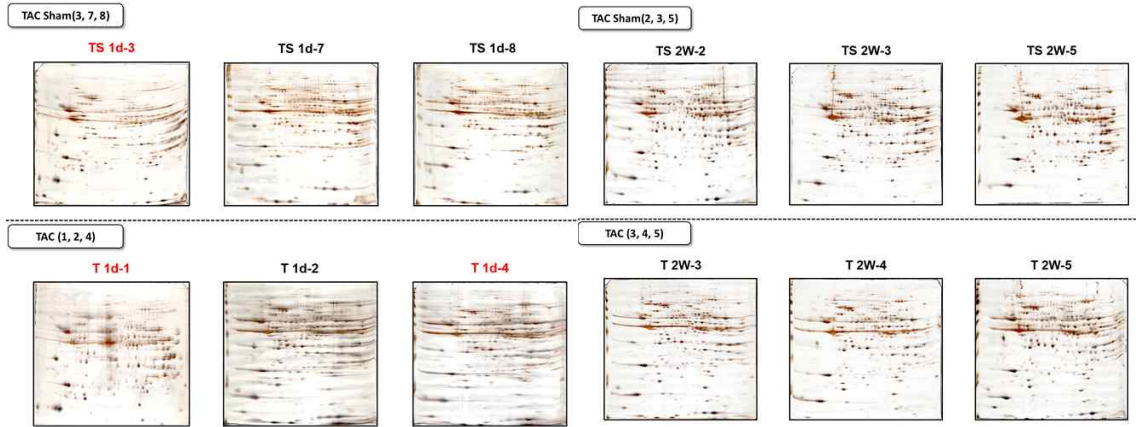 TAC Sham(3, 7, 8)
TAC Sham(2, 3, 5)
TS 1d-3
TS 1d-7
TS 1d-8
TS 2W-2
TS 2W-3
TS 2W-5
TAC (1, 2, 4)
TAC (3, 4, 5)
T 1d-1
T 1d-2
T 1d-4
T 2W-3
T 2W-4
T 2W-5